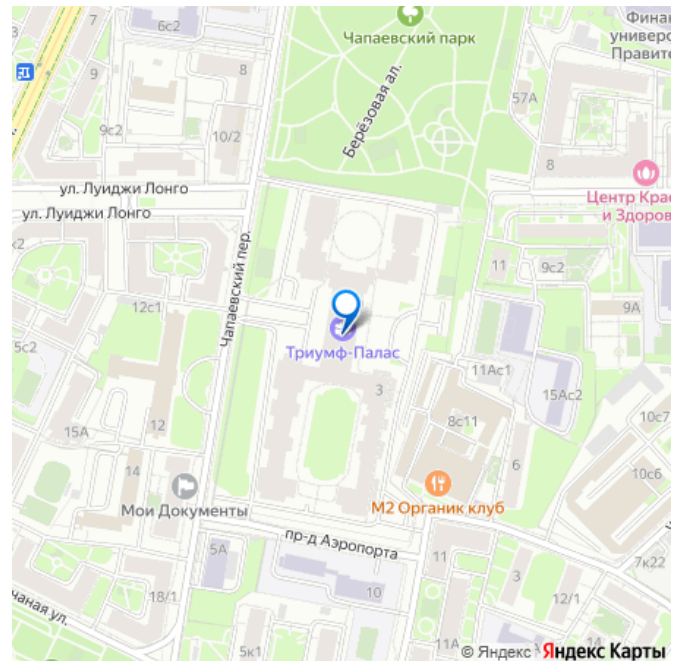 6с2
Чапаевский парк
Финан
универс
Правите
7
9
8
57А
9с2
10/2
Берёзовая ал.
8
ул. Луиджи Лонго
ул. Луиджи Лонго
Центр Крас
и Здоров
к2
Чапаевский пер.
11
9с2
9А
12с1
5с2
Триумф-Палас
3
11Ас1
15Ас2
8с11
10с7
15А
12
14
6
10с6
Мои Документы
М2 Органик клуб
пр-д Аэропорта
5А
11
3
7к22
10
12/1
чаная ул.
18/1
5к1
11А
14
© Яндекс Яндекс Карты